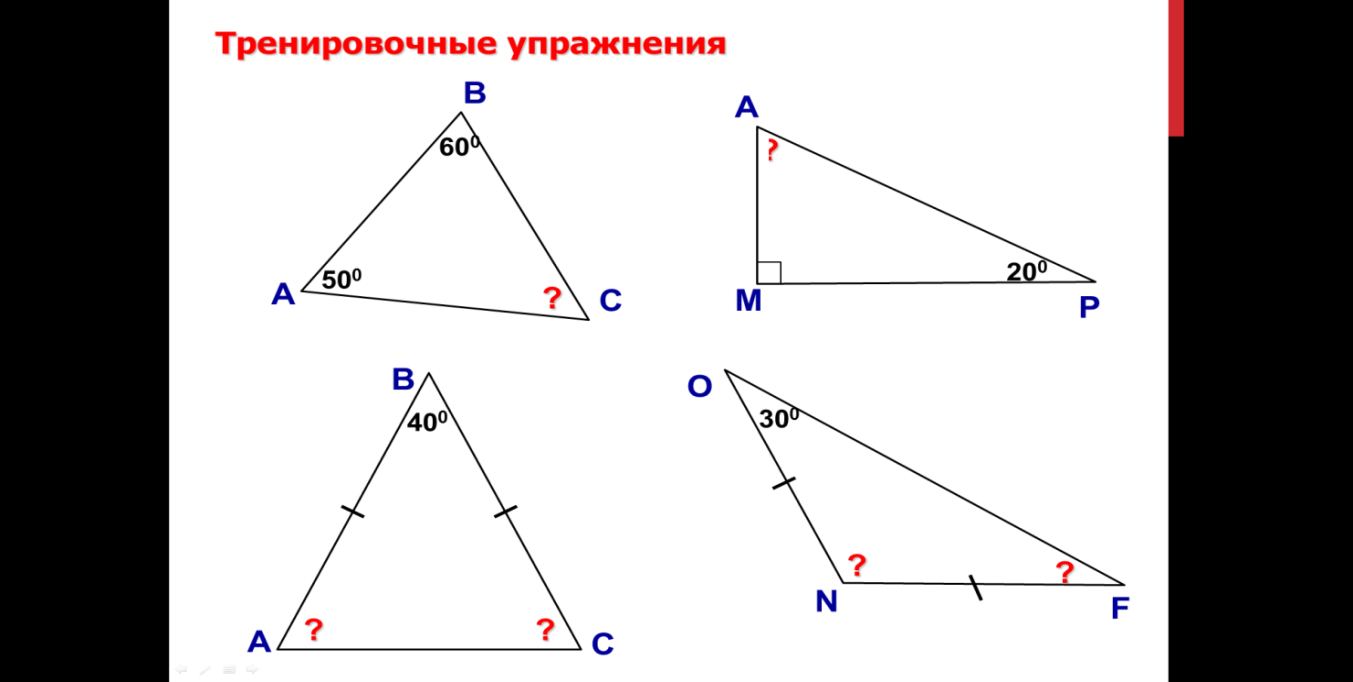 Тренировочные упражнения
B
60⁰
A
50⁰
?
C
A
?
M
20⁰
P
B
40⁰
A
?
?
C
O
30⁰
N
?
?
F